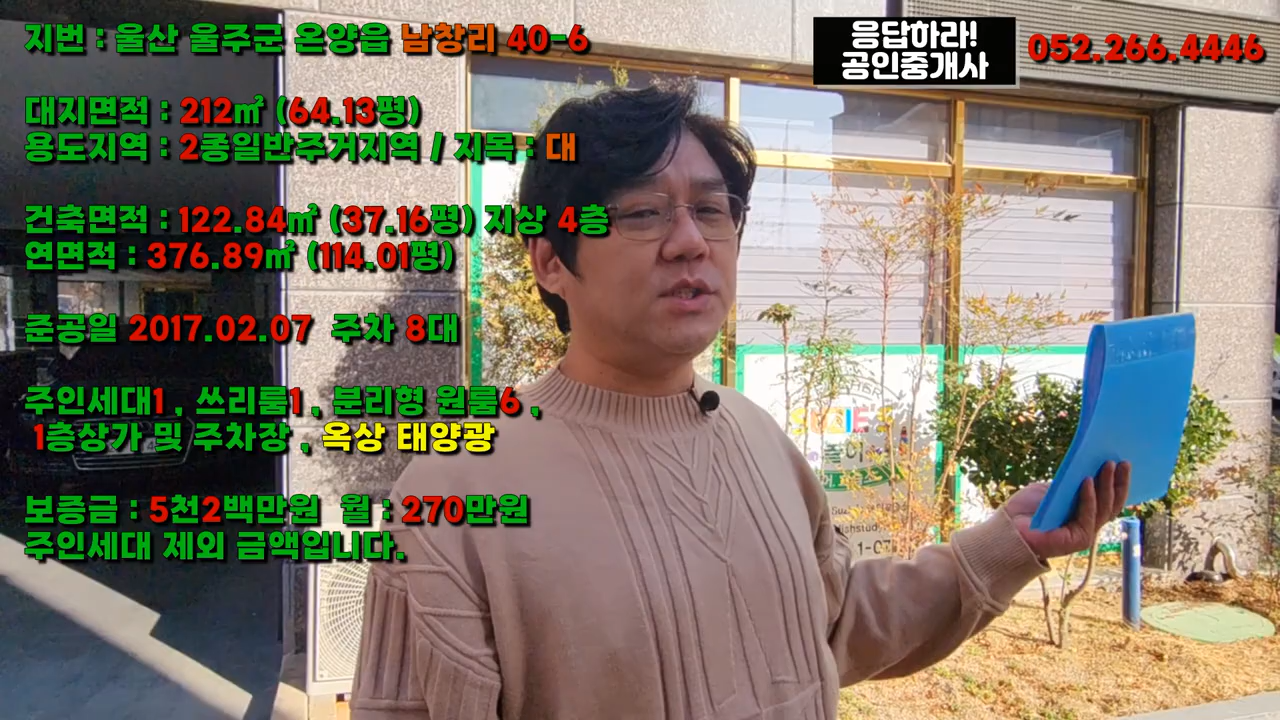 지번 : 울산 울주군 온양읍 남창리 40-6
응답하라!
공인중개사
052.266.4446
대지면적 : 212㎡ (64.13평)
용도지역 : 2종일반주거지역 / 지목 : 대
건축면적 : 122.84㎡ (37.16평) 지상 4층
연면적 : 376.89㎡ (114.01평)
준공일 2017.02.07 주차 8대
주인세대1 , 쓰리룸1 , 분리형 원룸6 ,
1층상가 및 주차장 , 옥상 태양광
보증금 : 5천2백만원 월 : 270만원
주인세대 제외 금액입니다.